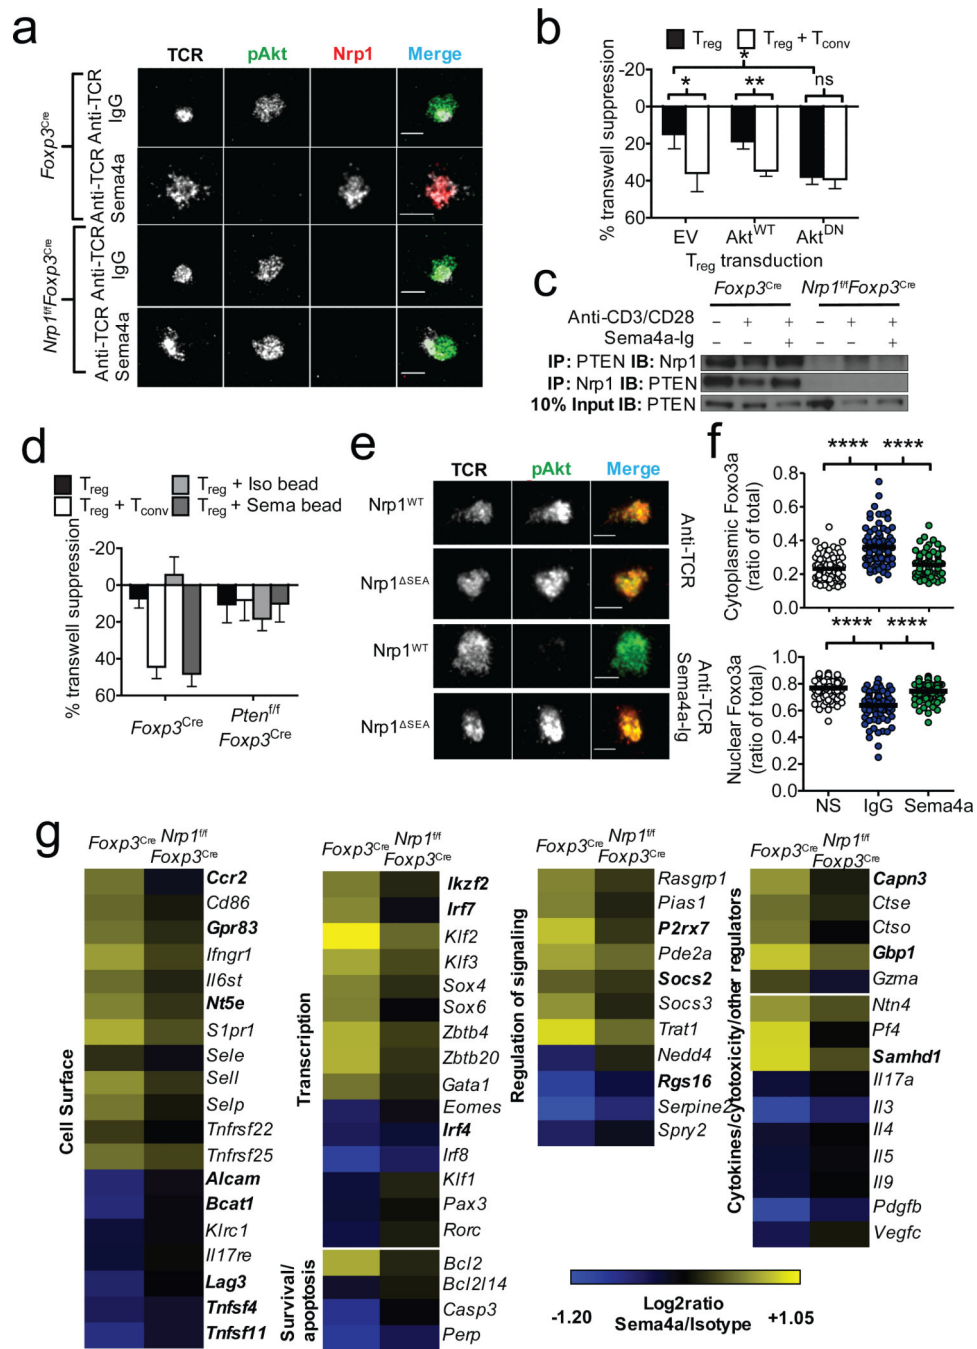 a
TCR pAkt Nrp1 Merge
Foxp3Cre
Anti-TCR IgG
Anti-TCR Sema4a
Nrp1f/fFoxp3Cre
Anti-TCR IgG
Anti-TCR Sema4a
b
Treg Treg + Tconv
% transwell suppression
-20
0
20
40
60
* ** ns
*
EV AktWT AktDN
Treg transduction
c
Foxp3Cre Nrp1f/fFoxp3Cre
Anti-CD3/CD28 – + + – + +
Sema4a-Ig – – + – – +
IP: PTEN IB: Nrp1
IP: Nrp1 IB: PTEN
10% Input IB: PTEN
d
Treg Treg + Iso bead
Treg + Tconv Treg + Sema bead
% transwell suppression
-20
0
20
40
60
Foxp3Cre Ptenf/f
Foxp3Cre
e
TCR pAkt Merge
Nrp1WT
Nrp1ΔSEA
Nrp1WT
Nrp1ΔSEA
Anti-TCR
Anti-TCR
Sema4a-Ig
f
**** ****
Cytoplasmic Foxo3a
(ratio of total)
0.8
0.6
0.4
0.2
0.0
**** ****
Nuclear Foxo3a
(ratio of total)
1.0
0.8
0.6
0.4
0.2
0.0
NS IgG Sema4a
g
Foxp3Cre Nrp1f/f
Foxp3Cre
Cell Surface
Ccr2
Cd86
Gpr83
Ifngr1
Il6st
Nt5e
S1pr1
Sele
Sell
Selp
Tnfrsf22
Tnfrsf25
Alcam
Bcat1
Klrc1
Il17re
Lag3
Tnfsf4
Tnfsf11
Foxp3Cre Nrp1f/f
Foxp3Cre
Transcription
Ikzf2
Irf7
Klf2
Klf3
Sox4
Sox6
Zbtb4
Zbtb20
Gata1
Eomes
Irf4
Irf8
Klf1
Pax3
Rorc
Survival/
apoptosis
Bcl2
Bcl2l14
Casp3
Perp
Foxp3Cre Nrp1f/f
Foxp3Cre
Regulation of signaling
Rasgrp1
Pias1
P2rx7
Pde2a
Socs2
Socs3
Trat1
Nedd4
Rgs16
Serpine2
Spry2
Foxp3Cre Nrp1f/f
Foxp3Cre
Cytokines/cytotoxicity/other regulators
Capn3
Ctse
Ctso
Gbp1
Gzma
Ntn4
Pf4
Samhd1
Il17a
Il3
Il4
Il5
Il9
Pdgfb
Vegfc
-1.20 Log2ratio +1.05
Sema4a/Isotype